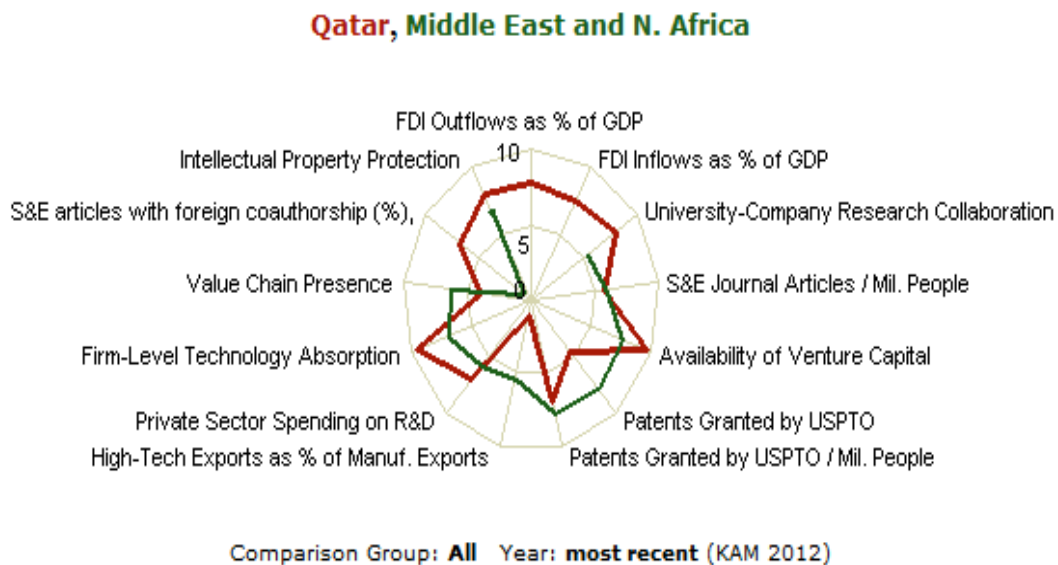 Qatar, Middle East and N. Africa
FDI Outflows as % of GDP
10
Intellectual Property Protection
FDI Inflows as % of GDP
S&E articles with foreign coauthorship (%),
University-Company Research Collaboration
5
Value Chain Presence
0
S&E Journal Articles / Mil. People
Firm-Level Technology Absorption
Availability of Venture Capital
Private Sector Spending on R&D
Patents Granted by USPTO
High-Tech Exports as % of Manuf. Exports
Patents Granted by USPTO / Mil. People
Comparison Group: All Year: most recent (KAM 2012)